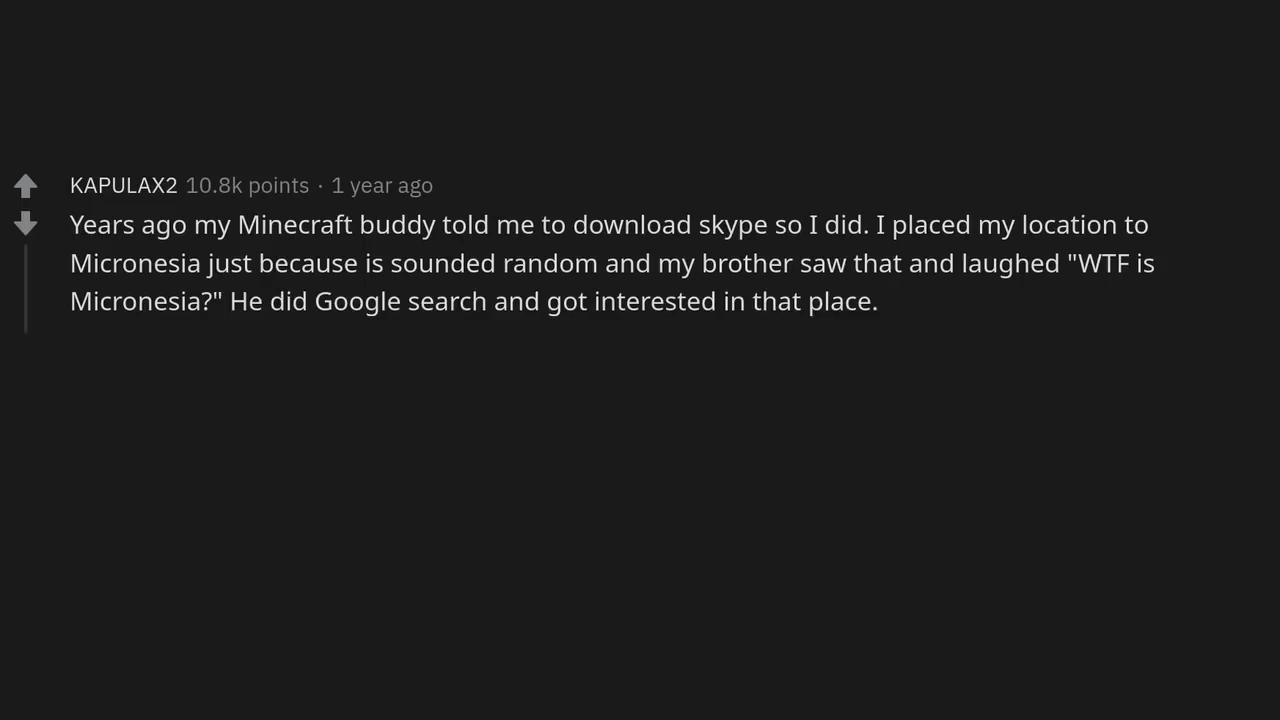 KAPULAX2 10.8k points · 1 year ago
Years ago my Minecraft buddy told me to download skype so I did. I placed my location to
Micronesia just because is sounded random and my brother saw that and laughed "WTF is
Micronesia?" He did Google search and got interested in that place.